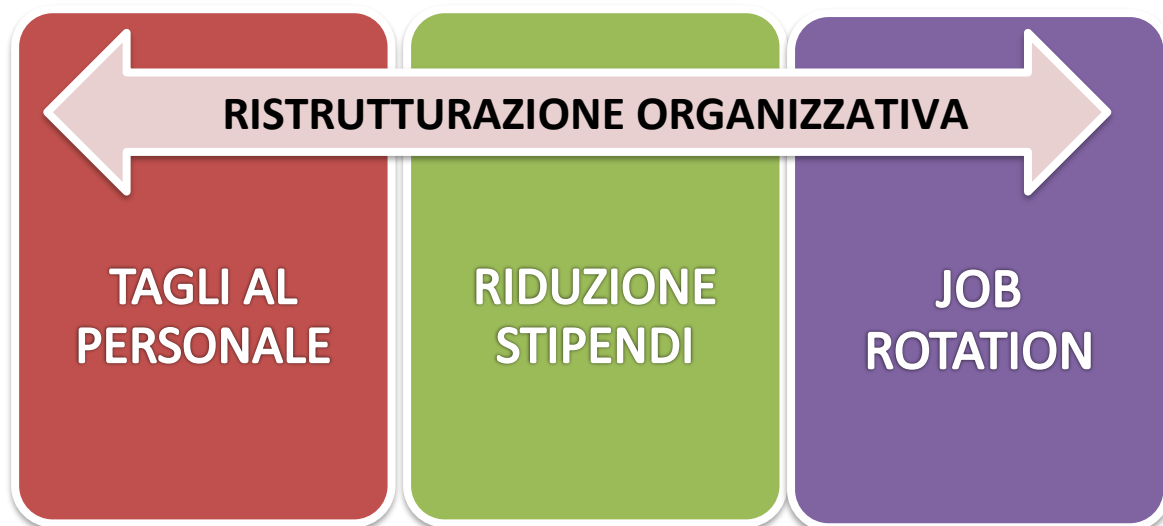 RISTRUTTURAZIONE ORGANIZZATIVA
TAGLI AL
PERSONALE
RIDUZIONE
STIPENDI
JOB
ROTATION